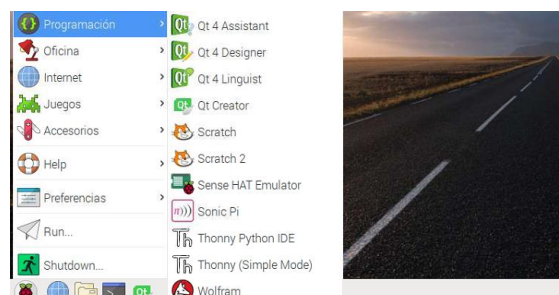 Programación
Oficina
Internet
Juegos
Accesorios
Help
Preferencias
Run...
Shutdown...
Qt 4 Assistant
Qt 4 Designer
Qt 4 Linguist
Qt Creator
Scratch
Scratch 2
Sense HAT Emulator
Sonic Pi
Thonny Python IDE
Thonny (Simple Mode)
Wolfram